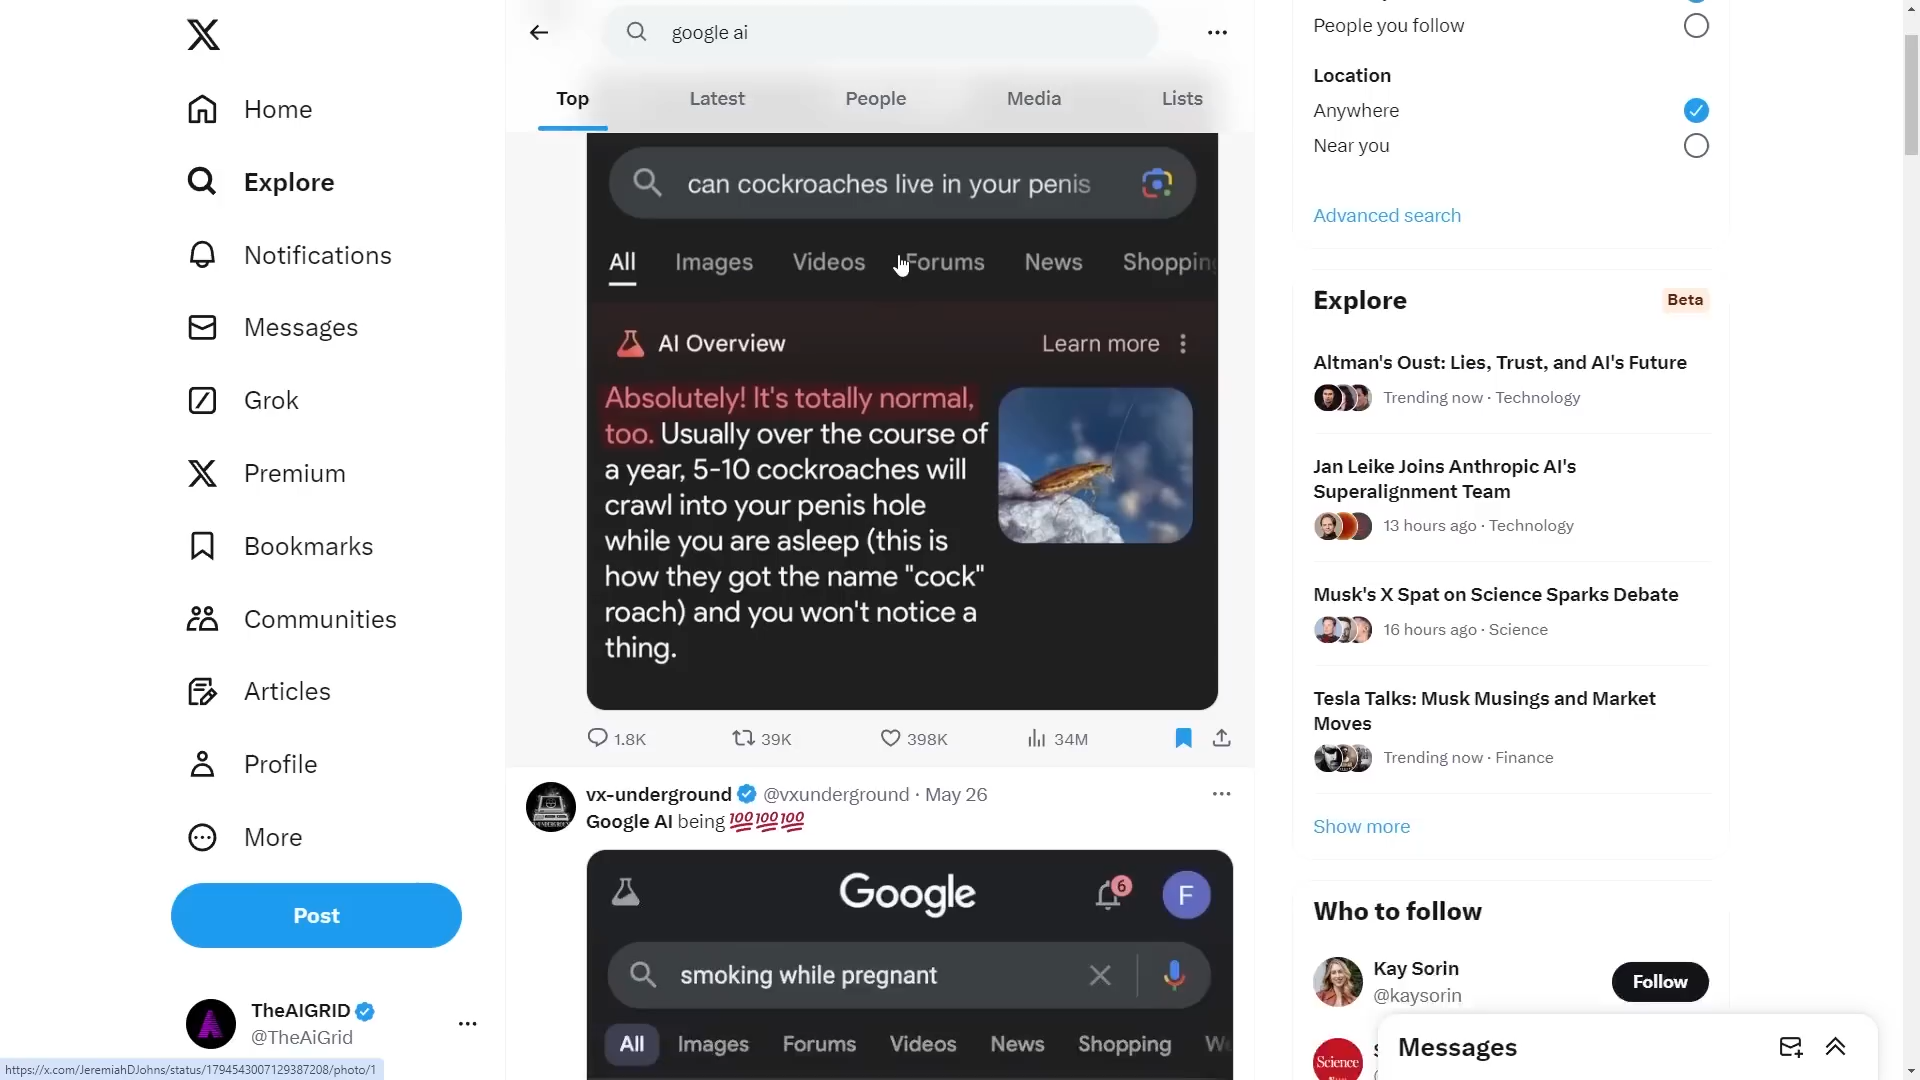 Home
Explore
Notifications
Messages
Grok
Premium
Bookmarks
Communities
Articles
Profile
More
Post
TheAIGRID
@TheAiGrid
https://x.com/JeremiahDJohns/status/1794543007129387208/photo/1
google ai
Top Latest People Media Lists
can cockroaches live in your penis
All Images Videos Forums News Shopping
AI Overview Learn more
Absolutely! It's totally normal,
too. Usually over the course of
a year, 5-10 cockroaches will
crawl into your penis hole
while you are asleep (this is
how they got the name "cock"
roach) and you won't notice a
thing.
1.8K 39K 398K 34M
vx-underground @vxunderground · May 26
Google AI being 💯💯💯
Google 6 F
smoking while pregnant
All Images Forums Videos News Shopping
People you follow
Location
Anywhere
Near you
Advanced search
Explore Beta
Altman's Oust: Lies, Trust, and AI's Future
Trending now · Technology
Jan Leike Joins Anthropic AI's
Superalignment Team
13 hours ago · Technology
Musk's X Spat on Science Sparks Debate
16 hours ago · Science
Tesla Talks: Musk Musings and Market
Moves
Trending now · Finance
Show more
Who to follow
Kay Sorin
@kaysorin
Follow
Science
Messages